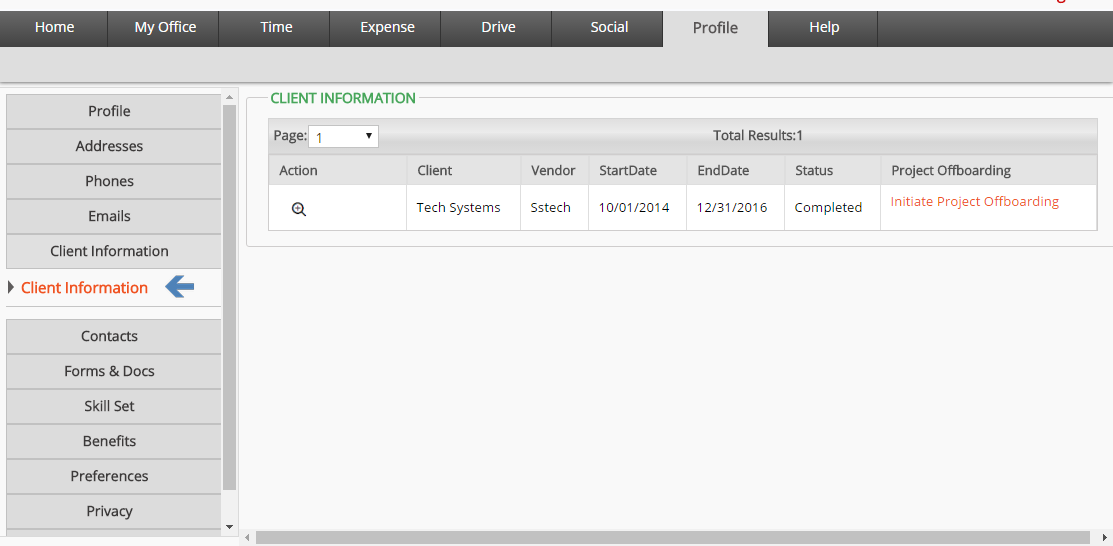 Home My Office Time Expense Drive Social Profile Help
Profile
Addresses
Phones
Emails
Client Information
Client Information
Contacts
Forms & Docs
Skill Set
Benefits
Preferences
Privacy
CLIENT INFORMATION
Page: 1 Total Results:1
Action Client Vendor StartDate EndDate Status Project Offboarding
Tech Systems Sstech 10/01/2014 12/31/2016 Completed Initiate Project Offboarding